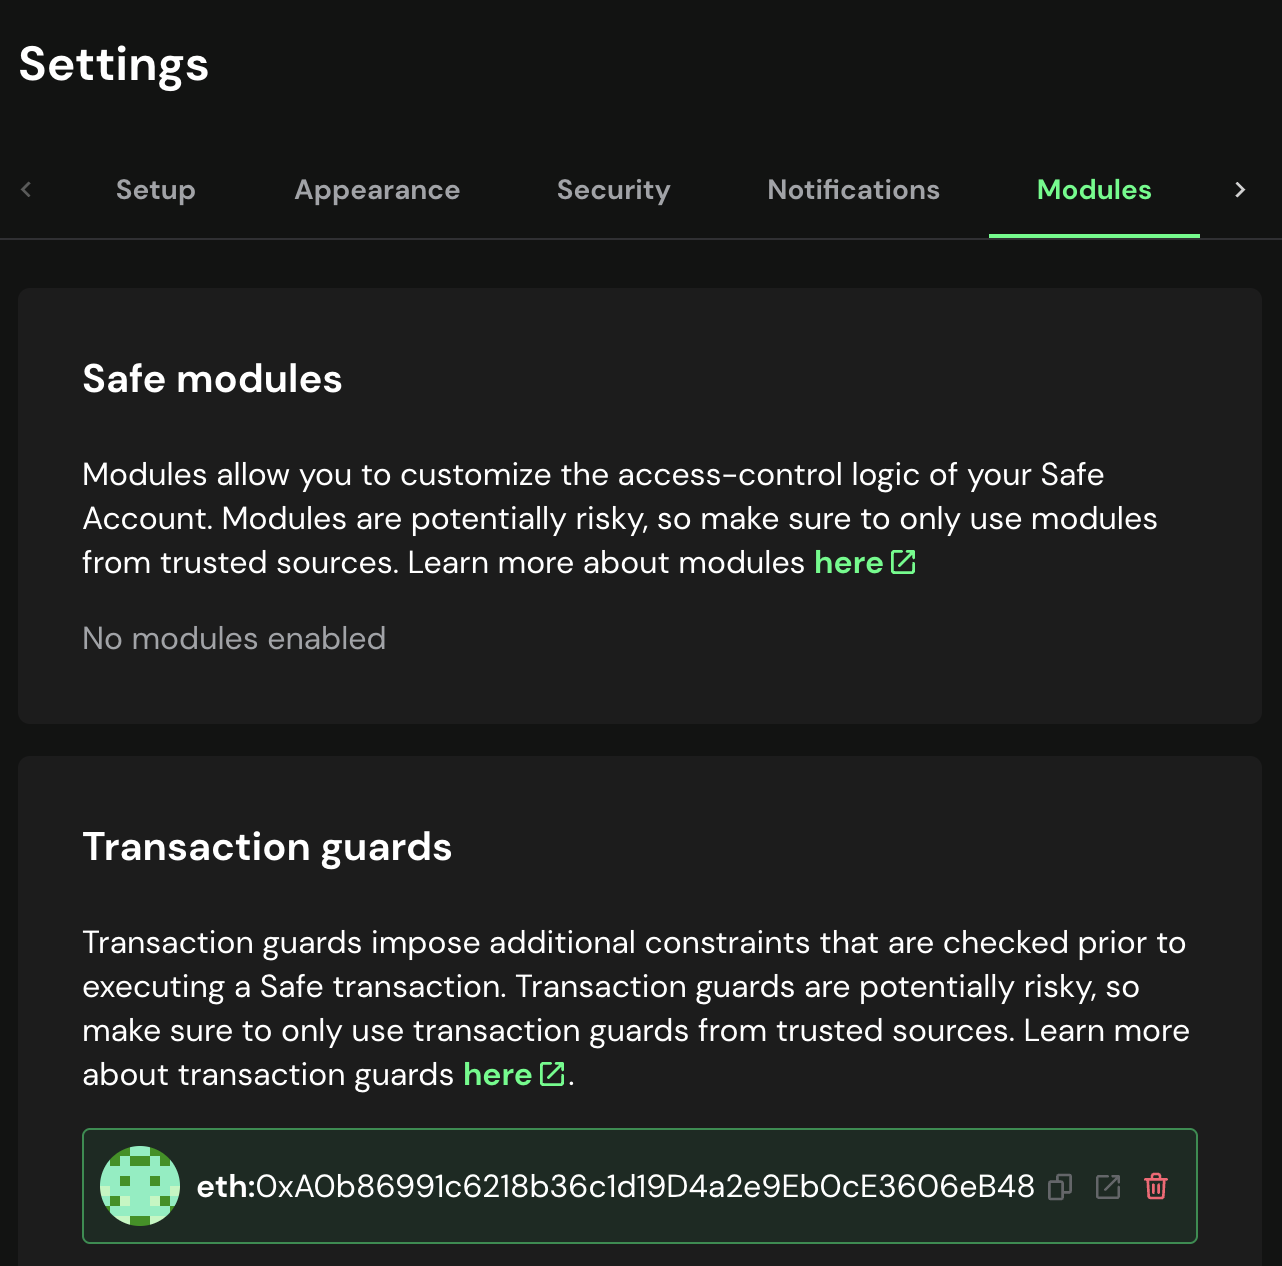 Settings
Setup Appearance Security Notifications Modules
Safe modules
Modules allow you to customize the access-control logic of your Safe
Account. Modules are potentially risky, so make sure to only use modules
from trusted sources. Learn more about modules here
No modules enabled
Transaction guards
Transaction guards impose additional constraints that are checked prior to
executing a Safe transaction. Transaction guards are potentially risky, so
make sure to only use transaction guards from trusted sources. Learn more
about transaction guards here.
eth:0xA0b86991c6218b36c1d19D4a2e9Eb0cE3606eB48